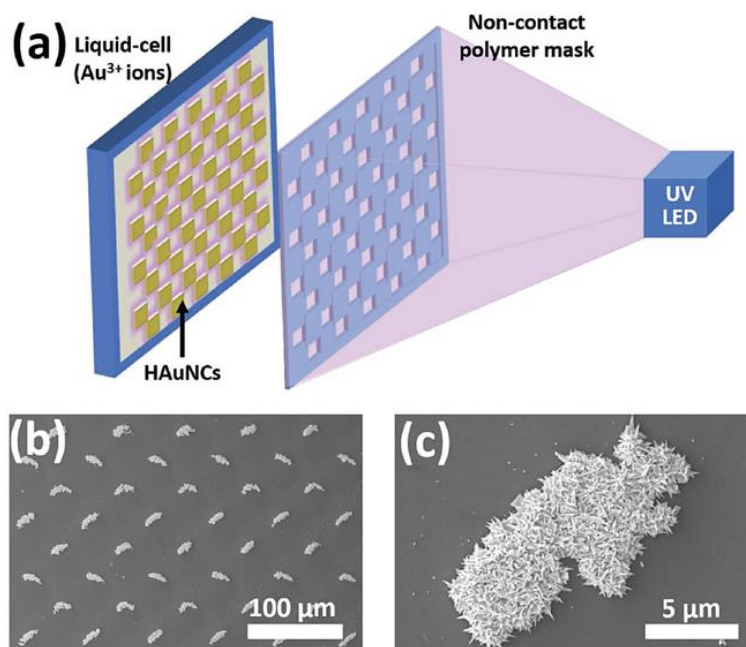 (a)
Liquid-cell
(Au³⁺ ions)
Non-contact
polymer mask
UV
LED
HAuNCs
(b)
100 μm
(c)
5 μm